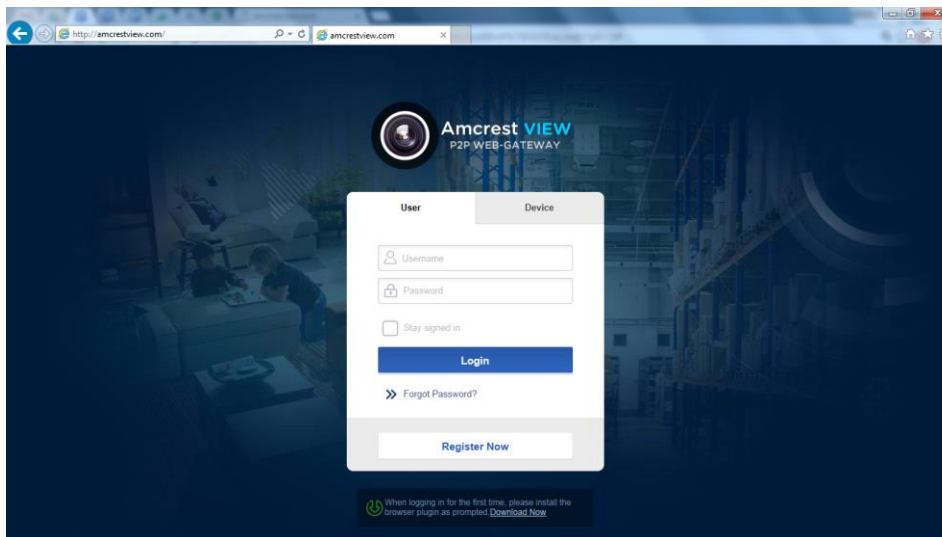 http://amcrestview.com/
amcrestview.com
Amcrest VIEW
P2P WEB-GATEWAY
User Device
Username
Password
Stay signed in
Login
Forgot Password?
Register Now
When logging in for the first time, please install the
browser plugin as prompted Download Now